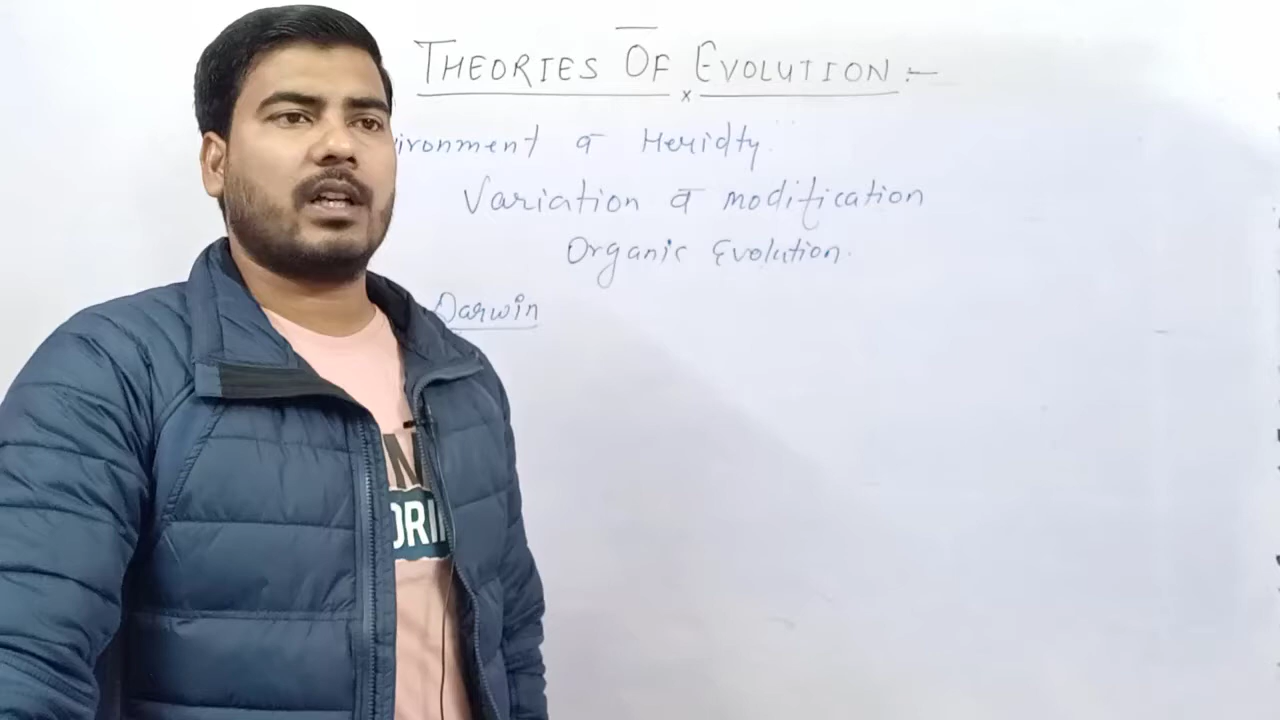 THEORIES OF EVOLUTION :-
ironment & Heridty
Variation & modification
Organic Evolution.
Darwin